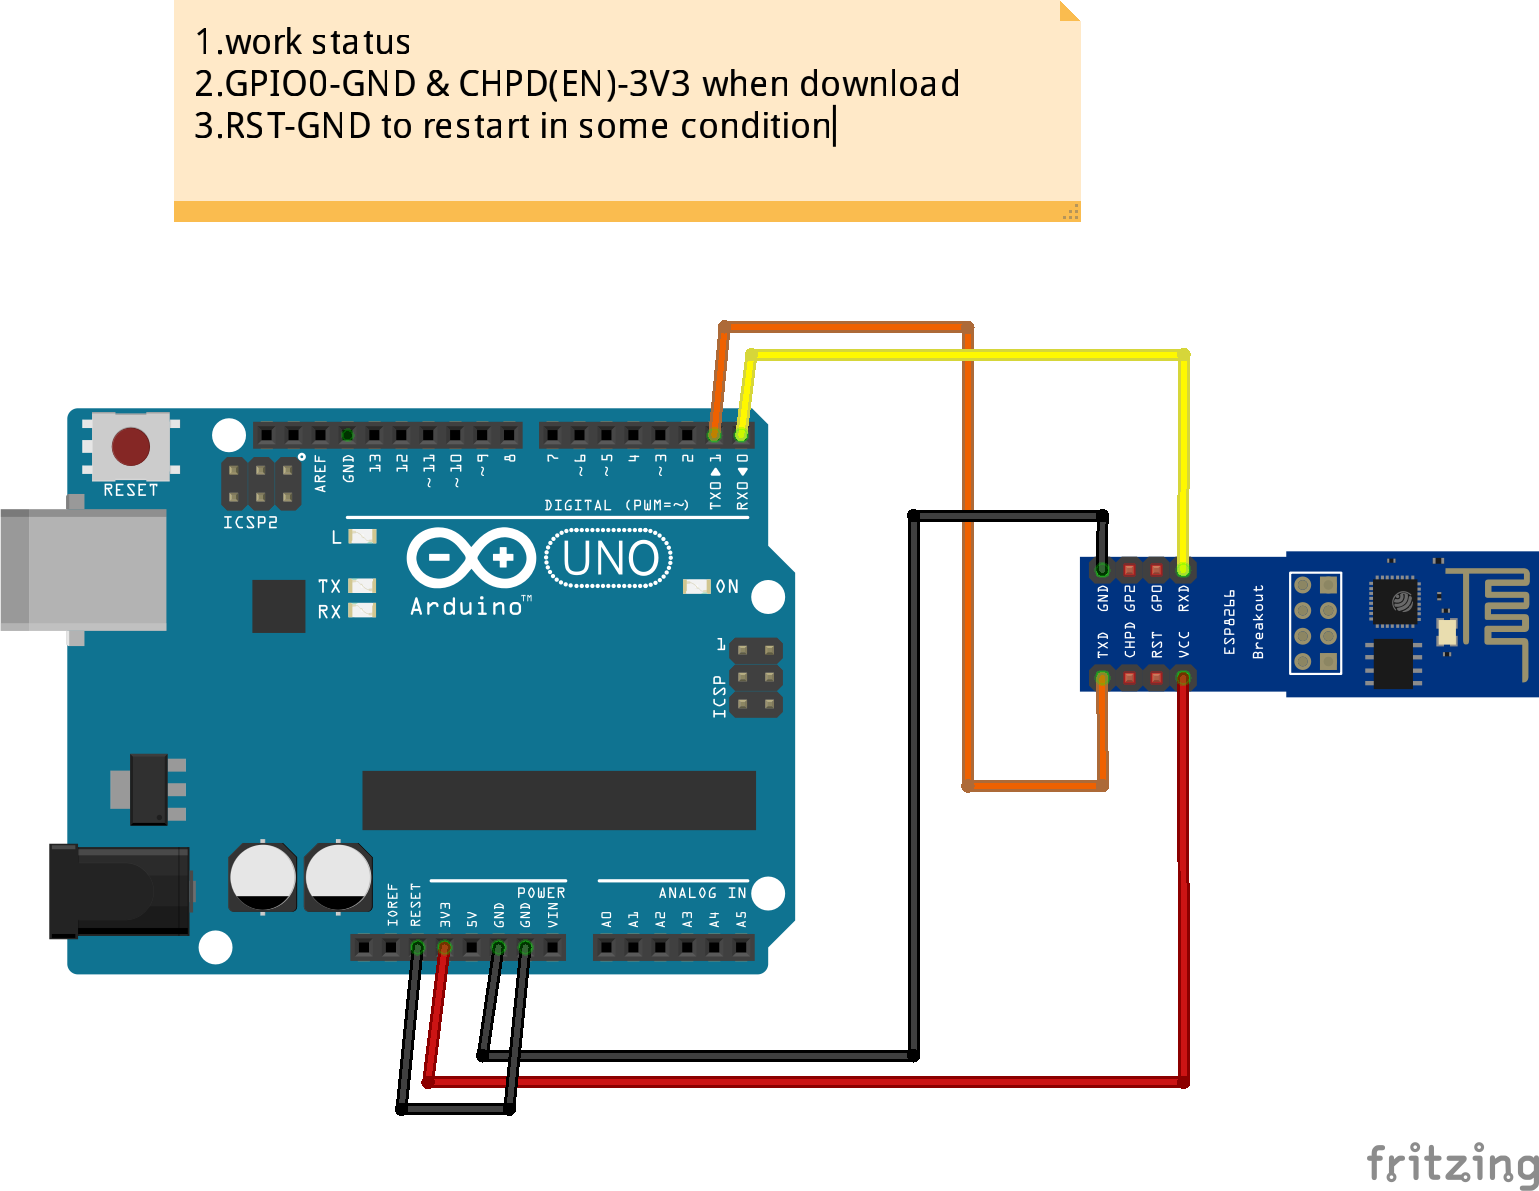 1.work status
2.GPIO0-GND & CHPD(EN)-3V3 when download
3.RST-GND to restart in some condition
RESET
ICSP2
AREF
GND
13
12
~11
~10
~9
8
7
~6
~5
4
~3
2
TX0▶1
RX0◀0
DIGITAL (PWM=~)
L
TX
RX
UNO
Arduino™
ON
1
ICSP
GND
GP2
GP0
RXD
TXD
CHPD
RST
VCC
ESP8266
Breakout
IOREF
RESET
3V3
5V
GND
GND
VIN
POWER
ANALOG IN
A0
A1
A2
A3
A4
A5
fritzing